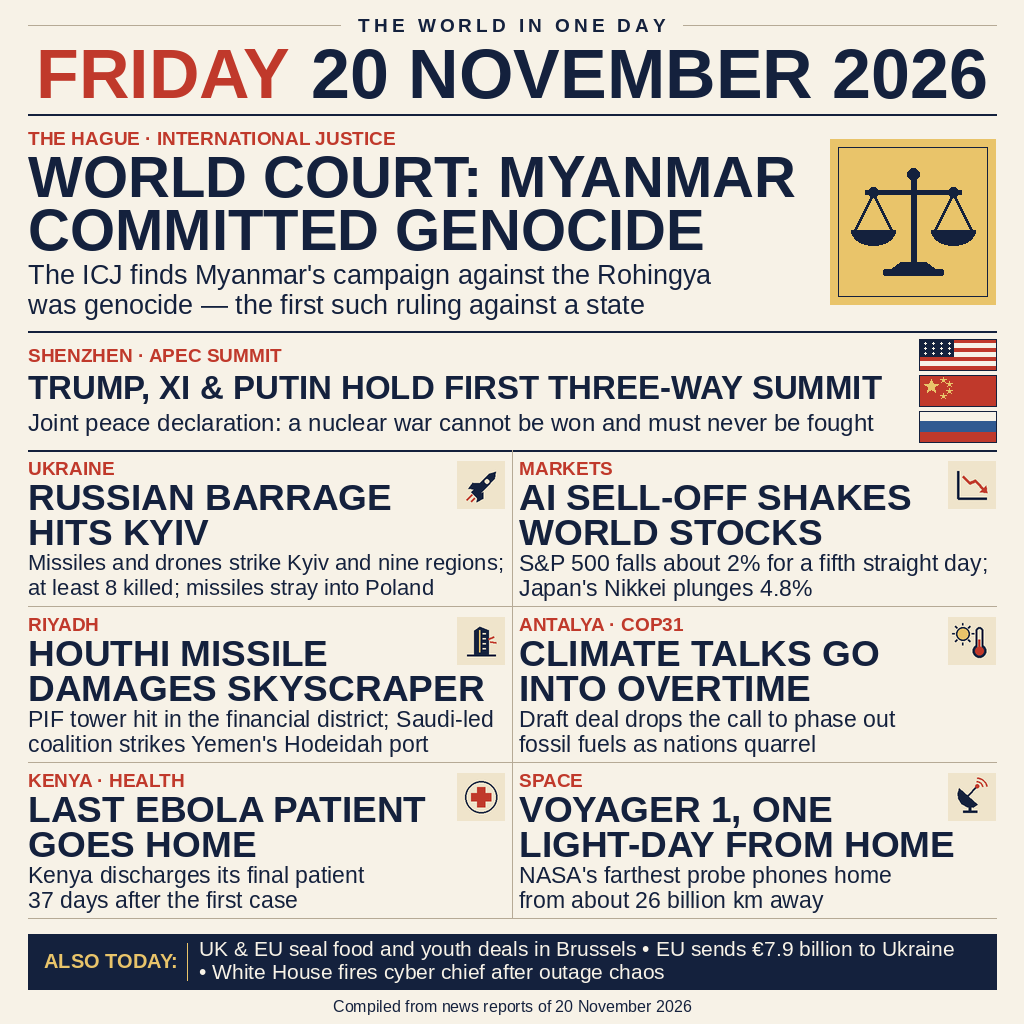 THE WORLD IN ONE DAY
FRIDAY 20 NOVEMBER 2026
THE HAGUE · INTERNATIONAL JUSTICE
WORLD COURT: MYANMAR
COMMITTED GENOCIDE
The ICJ finds Myanmar's campaign against the Rohingya
was genocide — the first such ruling against a state
SHENZHEN · APEC SUMMIT
TRUMP, XI & PUTIN HOLD FIRST THREE-WAY SUMMIT
Joint peace declaration: a nuclear war cannot be won and must never be fought
UKRAINE
RUSSIAN BARRAGE
HITS KYIV
Missiles and drones strike Kyiv and nine regions;
at least 8 killed; missiles stray into Poland
MARKETS
AI SELL-OFF SHAKES
WORLD STOCKS
S&P 500 falls about 2% for a fifth straight day;
Japan's Nikkei plunges 4.8%
RIYADH
HOUTHI MISSILE
DAMAGES SKYSCRAPER
PIF tower hit in the financial district; Saudi-led
coalition strikes Yemen's Hodeidah port
ANTALYA · COP31
CLIMATE TALKS GO
INTO OVERTIME
Draft deal drops the call to phase out
fossil fuels as nations quarrel
KENYA · HEALTH
LAST EBOLA PATIENT
GOES HOME
Kenya discharges its final patient
37 days after the first case
SPACE
VOYAGER 1, ONE
LIGHT-DAY FROM HOME
NASA's farthest probe phones home
from about 26 billion km away
ALSO TODAY:
UK & EU seal food and youth deals in Brussels • EU sends €7.9 billion to Ukraine
• White House fires cyber chief after outage chaos
Compiled from news reports of 20 November 2026